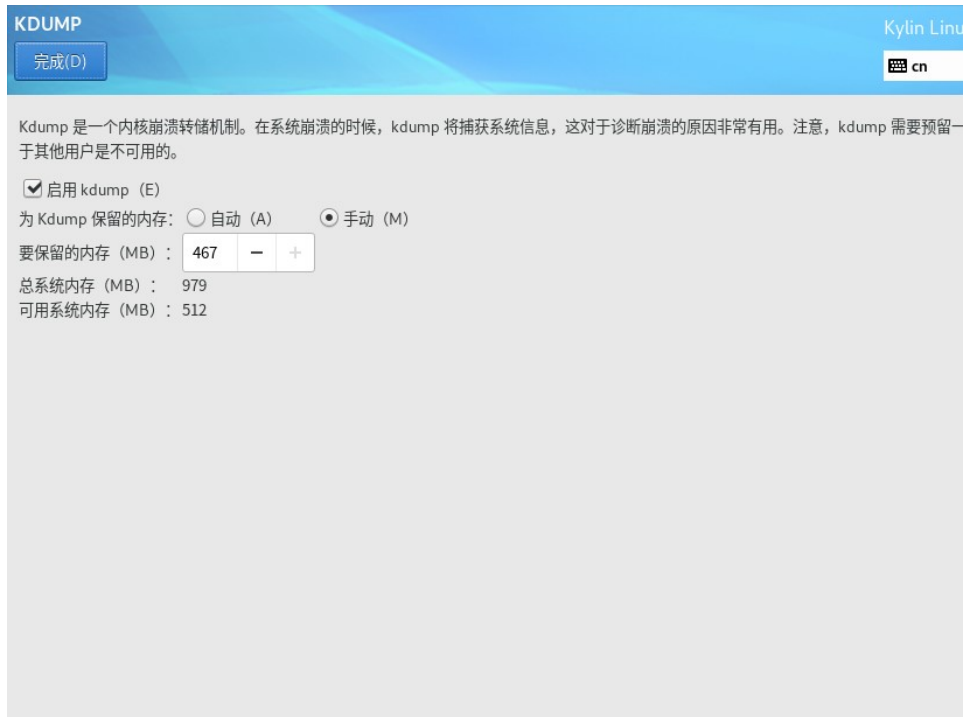 KDUMP
Kylin Linu
完成(D)
cn
Kdump 是一个内核崩溃转储机制。在系统崩溃的时候，kdump 将捕获系统信息，这对于诊断崩溃的原因非常有用。注意，kdump 需要预留一
于其他用户是不可用的。
启用 kdump（E）
为 Kdump 保留的内存： 自动（A） 手动（M）
要保留的内存（MB）： 467 − +
总系统内存（MB）： 979
可用系统内存（MB）： 512